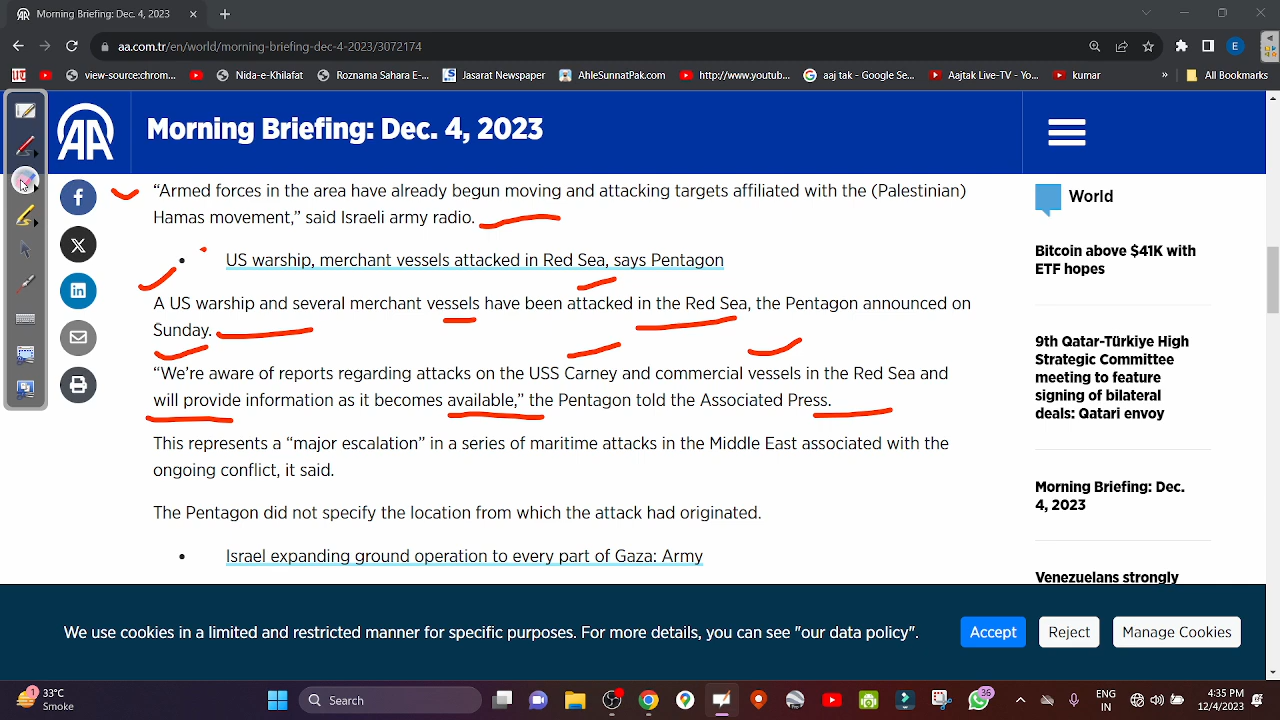 Morning Briefing: Dec. 4, 2023
aa.com.tr/en/world/morning-briefing-dec-4-2023/3072174
E
view-sourcechrom...
Nida-e-Khilafat
Roznama Sahara E-...
Jasarat Newspaper
AhleSunnatPak.com
http://www.youtub...
aaj tak - Google Se...
Aajtak Live-TV - Yo...
kumar
»
All Bookmarks
AA
Morning Briefing: Dec. 4, 2023
“Armed forces in the area have already begun moving and attacking targets affiliated with the (Palestinian)
Hamas movement,” said Israeli army radio.
• US warship, merchant vessels attacked in Red Sea, says Pentagon
A US warship and several merchant vessels have been attacked in the Red Sea, the Pentagon announced on
Sunday.
“We’re aware of reports regarding attacks on the USS Carney and commercial vessels in the Red Sea and
will provide information as it becomes available,” the Pentagon told the Associated Press.
This represents a “major escalation” in a series of maritime attacks in the Middle East associated with the
ongoing conflict, it said.
The Pentagon did not specify the location from which the attack had originated.
• Israel expanding ground operation to every part of Gaza: Army
World
Bitcoin above $41K with
ETF hopes
9th Qatar-Türkiye High
Strategic Committee
meeting to feature
signing of bilateral
deals: Qatari envoy
Morning Briefing: Dec.
4, 2023
Venezuelans strongly
We use cookies in a limited and restricted manner for specific purposes. For more details, you can see "our data policy".
Accept
Reject
Manage Cookies
1
33°C
Smoke
Search
36
ENG
IN
4:35 PM
12/4/2023